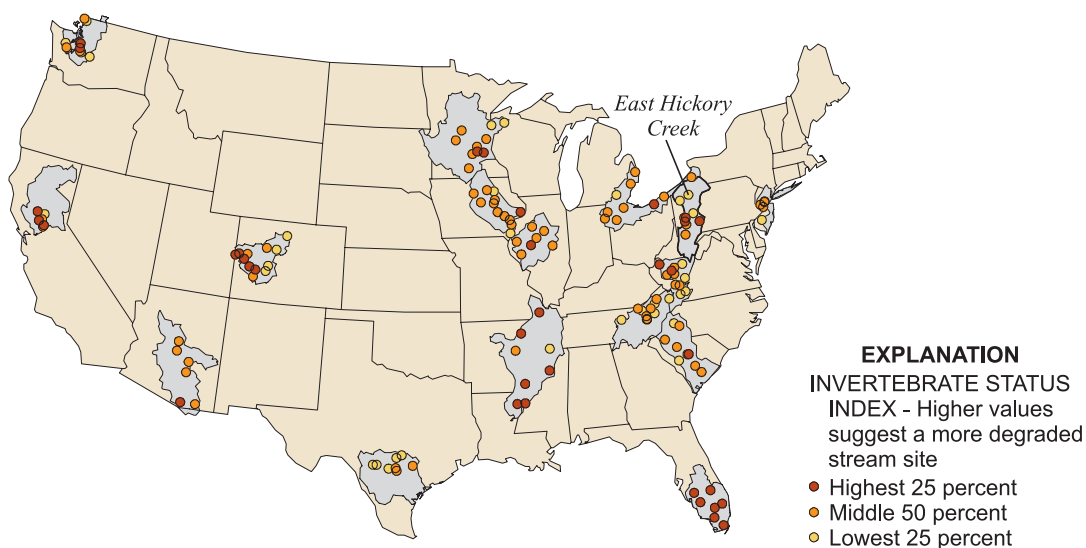 East Hickory
Creek
EXPLANATION
INVERTEBRATE STATUS
INDEX - Higher values
suggest a more degraded
stream site
Highest 25 percent
Middle 50 percent
Lowest 25 percent